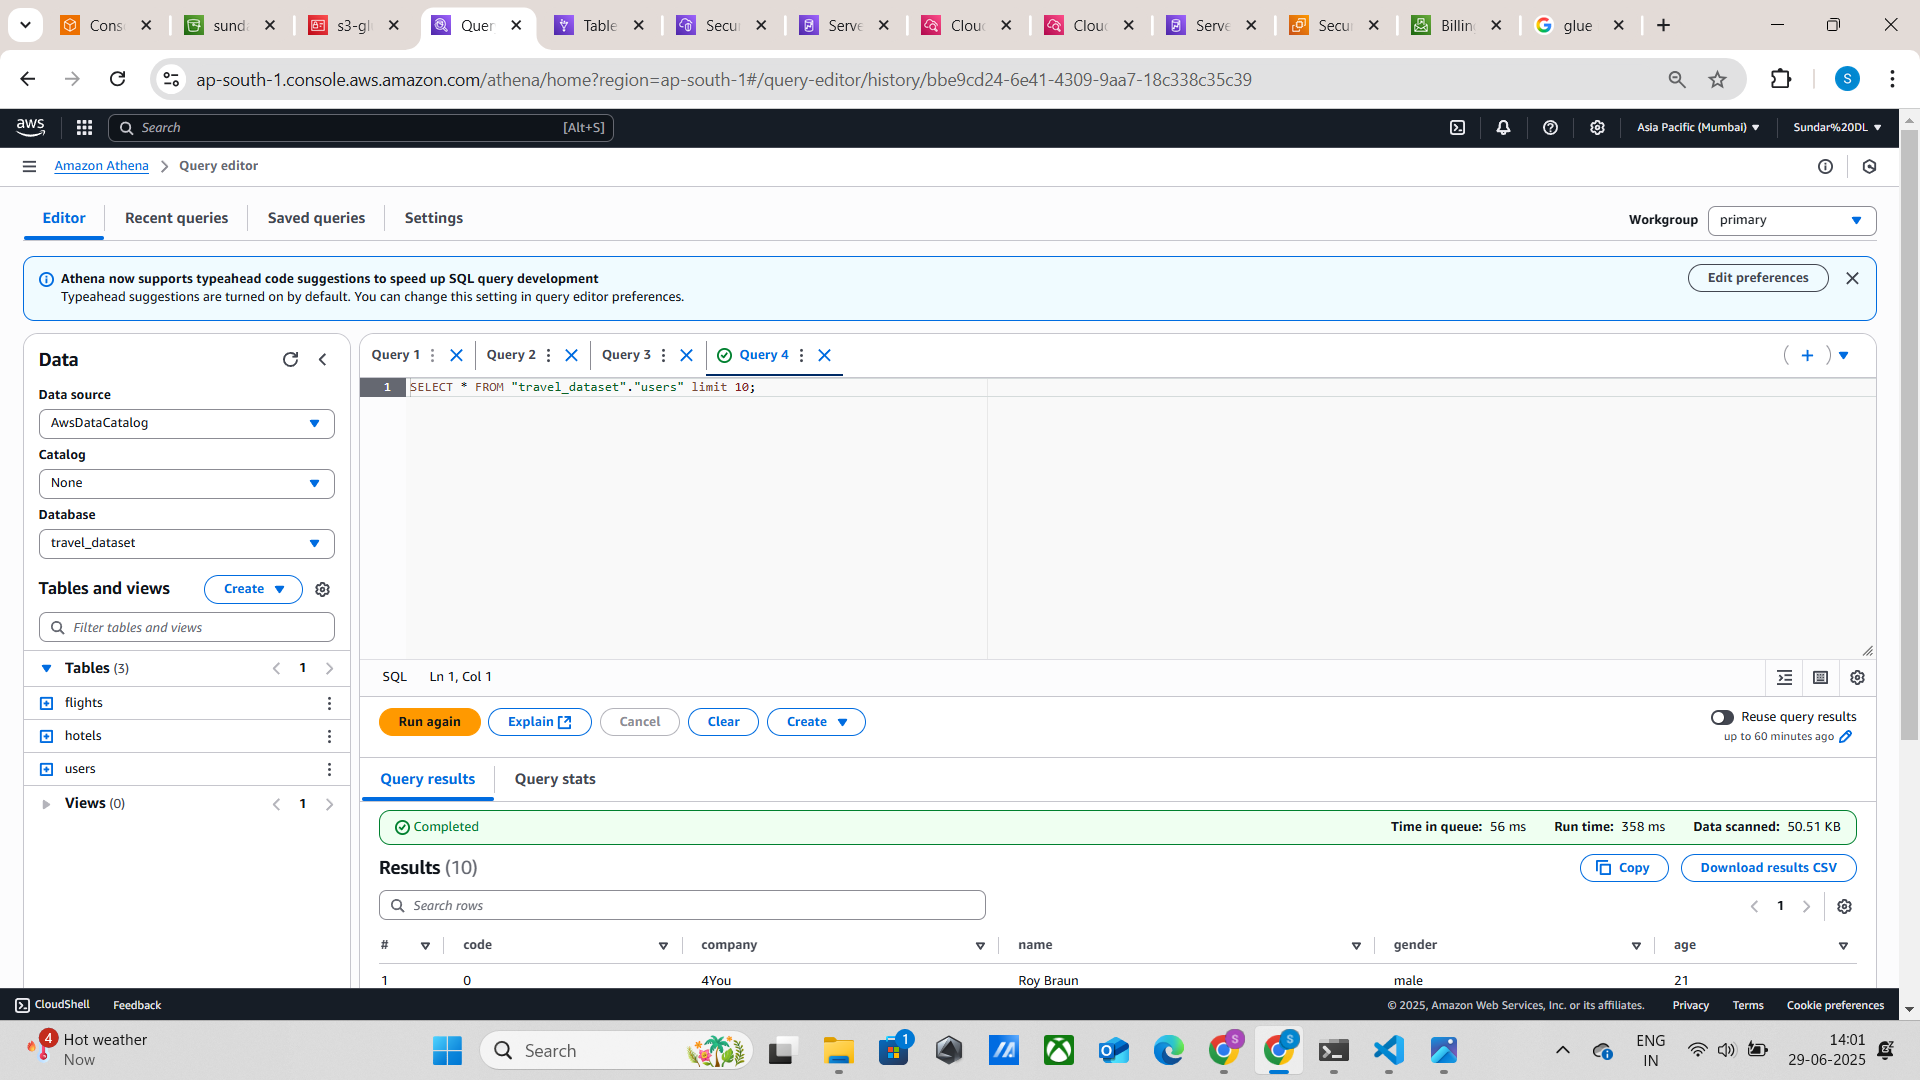 Cons
sunda
s3-glu
Quer
Table
Secur
Serve
Cloud
Cloud
Serve
Secur
Billing
glue
ap-south-1.console.aws.amazon.com/athena/home?region=ap-south-1#/query-editor/history/bbe9cd24-6e41-4309-9aa7-18c338c35c39
S
aws
Search
[Alt+S]
Asia Pacific (Mumbai)
Sundar%20DL
Amazon Athena
Query editor
Editor
Recent queries
Saved queries
Settings
Workgroup
primary
Athena now supports typeahead code suggestions to speed up SQL query development
Typeahead suggestions are turned on by default. You can change this setting in query editor preferences.
Edit preferences
Data
Data source
AwsDataCatalog
Catalog
None
Database
travel_dataset
Tables and views
Create
Filter tables and views
Tables (3)
1
flights
hotels
users
Views (0)
1
Query 1
Query 2
Query 3
Query 4
1
SELECT * FROM "travel_dataset"."users" limit 10;
SQL
Ln 1, Col 1
Run again
Explain
Cancel
Clear
Create
Reuse query results
up to 60 minutes ago
Query results
Query stats
Completed
Time in queue: 56 ms
Run time: 358 ms
Data scanned: 50.51 KB
Results (10)
Copy
Download results CSV
Search rows
1
# code company name gender age
1 0 4You Roy Braun male 21
CloudShell
Feedback
© 2025, Amazon Web Services, Inc. or its affiliates.
Privacy
Terms
Cookie preferences
4
Hot weather
Now
Search
1
S
S
ENG
IN
14:01
29-06-2025